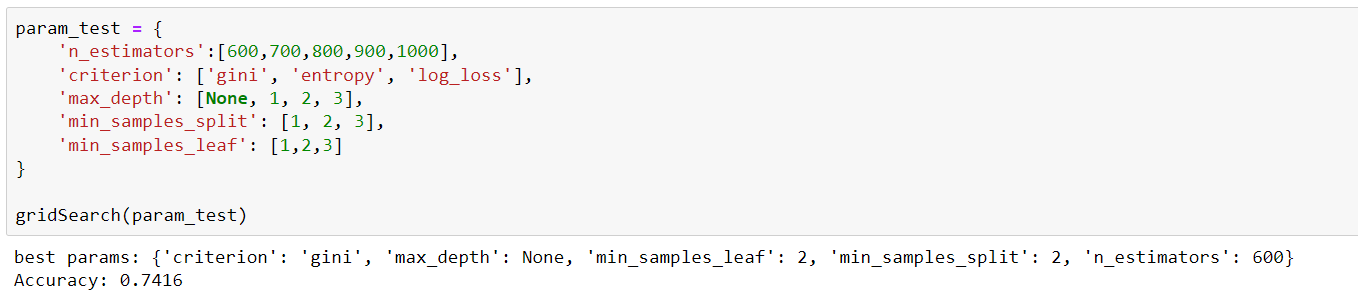 param_test = {
    'n_estimators':[600,700,800,900,1000],
    'criterion': ['gini', 'entropy', 'log_loss'],
    'max_depth': [None, 1, 2, 3],
    'min_samples_split': [1, 2, 3],
    'min_samples_leaf': [1,2,3]
}
gridSearch(param_test)
best params: {'criterion': 'gini', 'max_depth': None, 'min_samples_leaf': 2, 'min_samples_split': 2, 'n_estimators': 600}
Accuracy: 0.7416